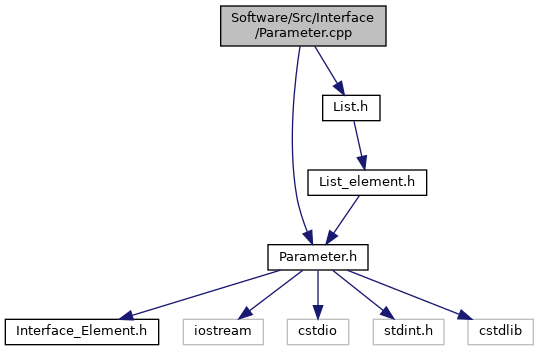 Software/Src/Interface
/Parameter.cpp
List.h
List_element.h
Parameter.h
Interface_Element.h
iostream
cstdio
stdint.h
cstdlib